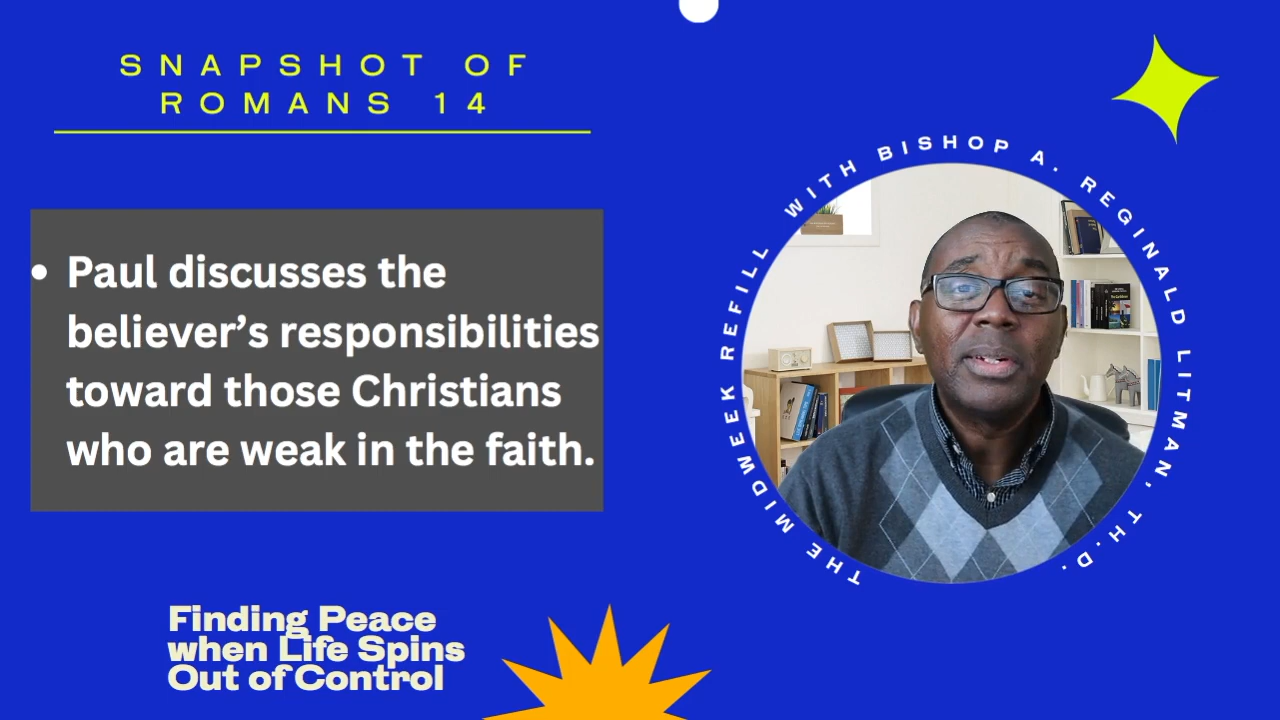 SNAPSHOT OF
ROMANS 14
• Paul discusses the
believer’s responsibilities
toward those Christians
who are weak in the faith.
THE MIDWEEK REFILL WITH BISHOP A. REGINALD LITMAN, TH.D.
Finding Peace
when Life Spins
Out of Control